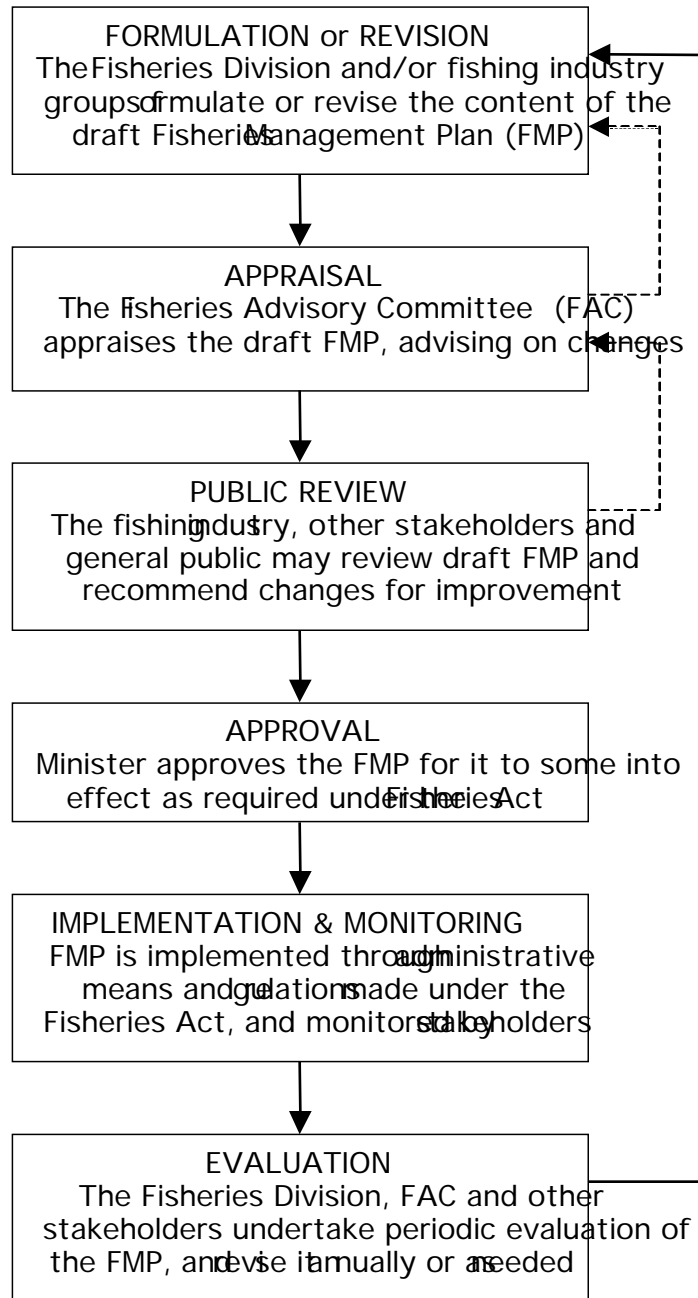 FORMULATION or REVISION
The Fisheries Division and/or fishing industry
groups formulate or revise the content of the
draft Fisheries Management Plan (FMP)
APPRAISAL
The Fisheries Advisory Committee (FAC)
appraises the draft FMP, advising on changes
PUBLIC REVIEW
The fishing industry, other stakeholders and
general public may review draft FMP and
recommend changes for improvement
APPROVAL
Minister approves the FMP for it to some into
effect as required under the Fisheries Act
IMPLEMENTATION & MONITORING
FMP is implemented through administrative
means and regulations made under the
Fisheries Act, and monitored by stakeholders
EVALUATION
The Fisheries Division, FAC and other
stakeholders undertake periodic evaluation of
the FMP, and revise it annually or as needed